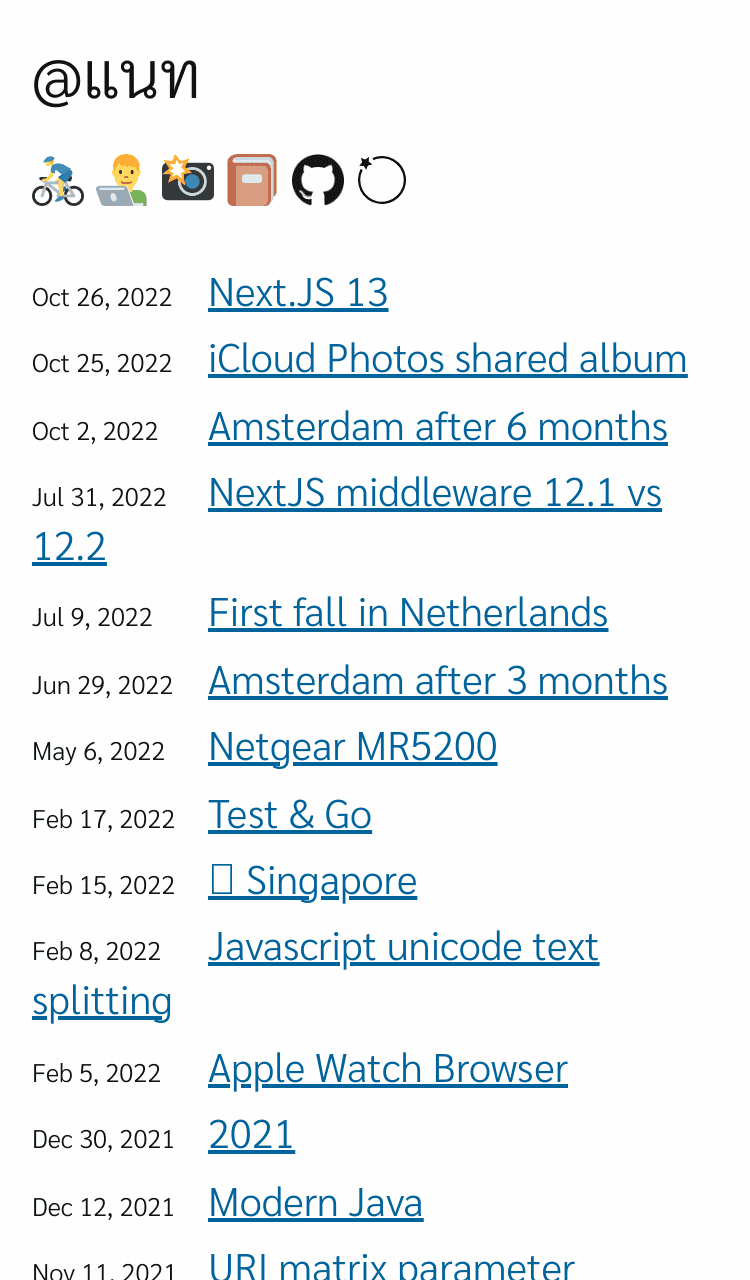 @แนท
Oct 26, 2022 Next.JS 13
Oct 25, 2022 iCloud Photos shared album
Oct 2, 2022 Amsterdam after 6 months
Jul 31, 2022 NextJS middleware 12.1 vs
12.2
Jul 9, 2022 First fall in Netherlands
Jun 29, 2022 Amsterdam after 3 months
May 6, 2022 Netgear MR5200
Feb 17, 2022 Test & Go
Feb 15, 2022 Singapore
Feb 8, 2022 Javascript unicode text
splitting
Feb 5, 2022 Apple Watch Browser
Dec 30, 2021 2021
Dec 12, 2021 Modern Java
Nov 11, 2021 URI matrix parameter